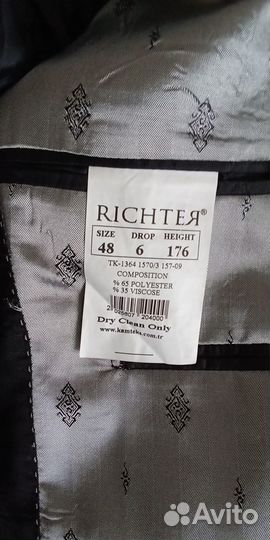 RICHTEЯ®
SIZE DROP HEIGHT
48 6 176
TK-1364 1570/3 157-09
COMPOSITION
% 65 POLYESTER
% 35 VISCOSE
204000
Dry Clean Only
www.kamteks.com.tr
Avito